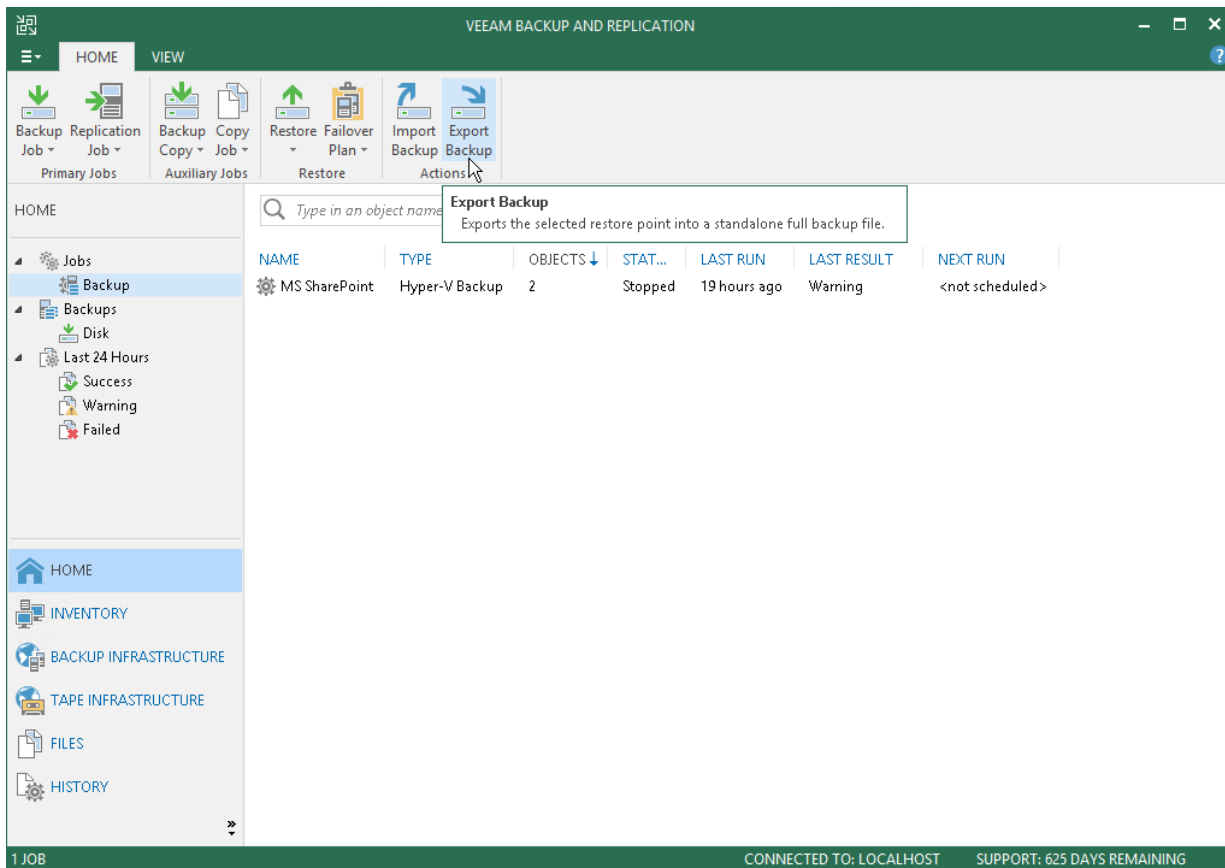 VEEAM BACKUP AND REPLICATION
HOME VIEW
Backup Job Replication Job Backup Copy Copy Job Restore Failover Plan Import Backup Export Backup
Primary Jobs Auxiliary Jobs Restore Actions
HOME
Type in an object name
Export Backup
Exports the selected restore point into a standalone full backup file.
Jobs
Backup
Backups
Disk
Last 24 Hours
Success
Warning
Failed
NAME TYPE OBJECTS STAT... LAST RUN LAST RESULT NEXT RUN
MS SharePoint Hyper-V Backup 2 Stopped 19 hours ago Warning <not scheduled>
HOME
INVENTORY
BACKUP INFRASTRUCTURE
TAPE INFRASTRUCTURE
FILES
HISTORY
1 JOB CONNECTED TO: LOCALHOST SUPPORT: 625 DAYS REMAINING